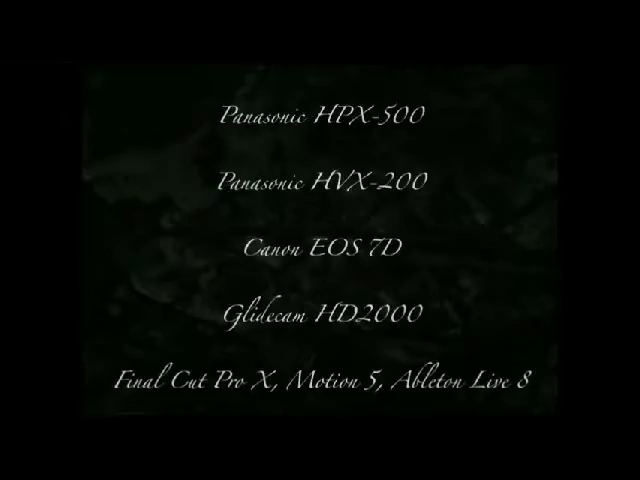 Panasonic HPX-500
Panasonic HVX-200
Canon EOS 7D
Glidecam HD2000
Final Cut Pro X, Motion 5, Ableton Live 8